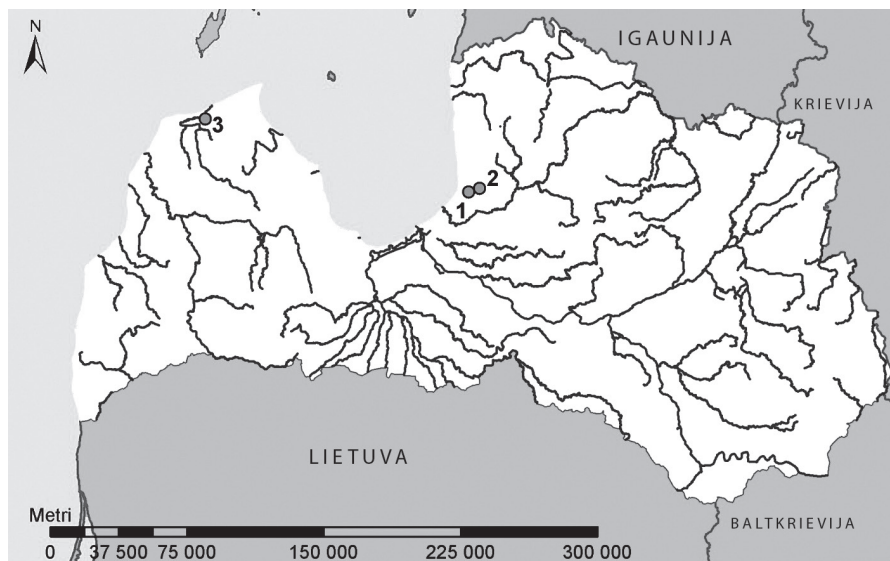 N
IGAUNIJA
KRIEVIJA
3
2
1
LIETUVA
BALTKRIEVIJA
Metri
0 37 500 75 000 150 000 225 000 300 000